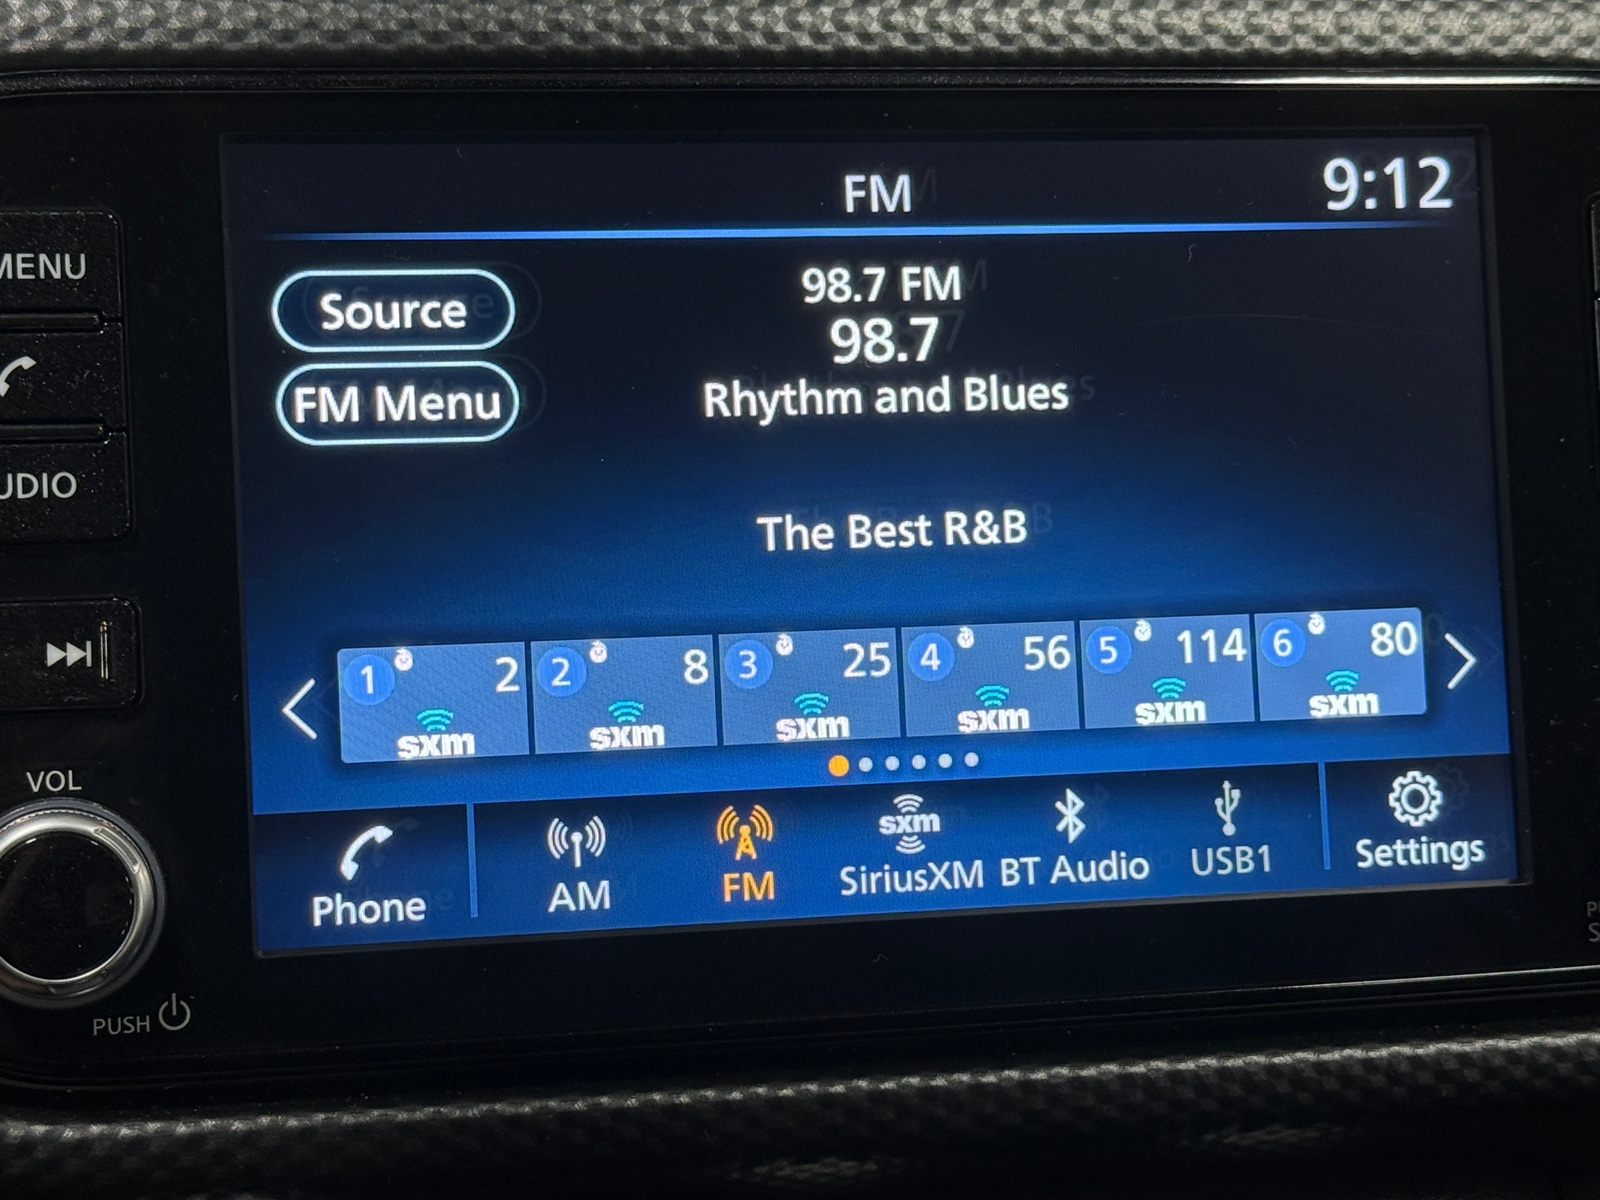 FM
9:12
MENU
Source
98.7 FM
98.7
FM Menu
Rhythm and Blues
UDIO
The Best R&B
1 2 sxm
2 8 sxm
3 25 sxm
4 56 sxm
5 114 sxm
6 80 sxm
VOL
Phone
AM
FM
sxm
SiriusXM
BT Audio
USB1
Settings
PUSH